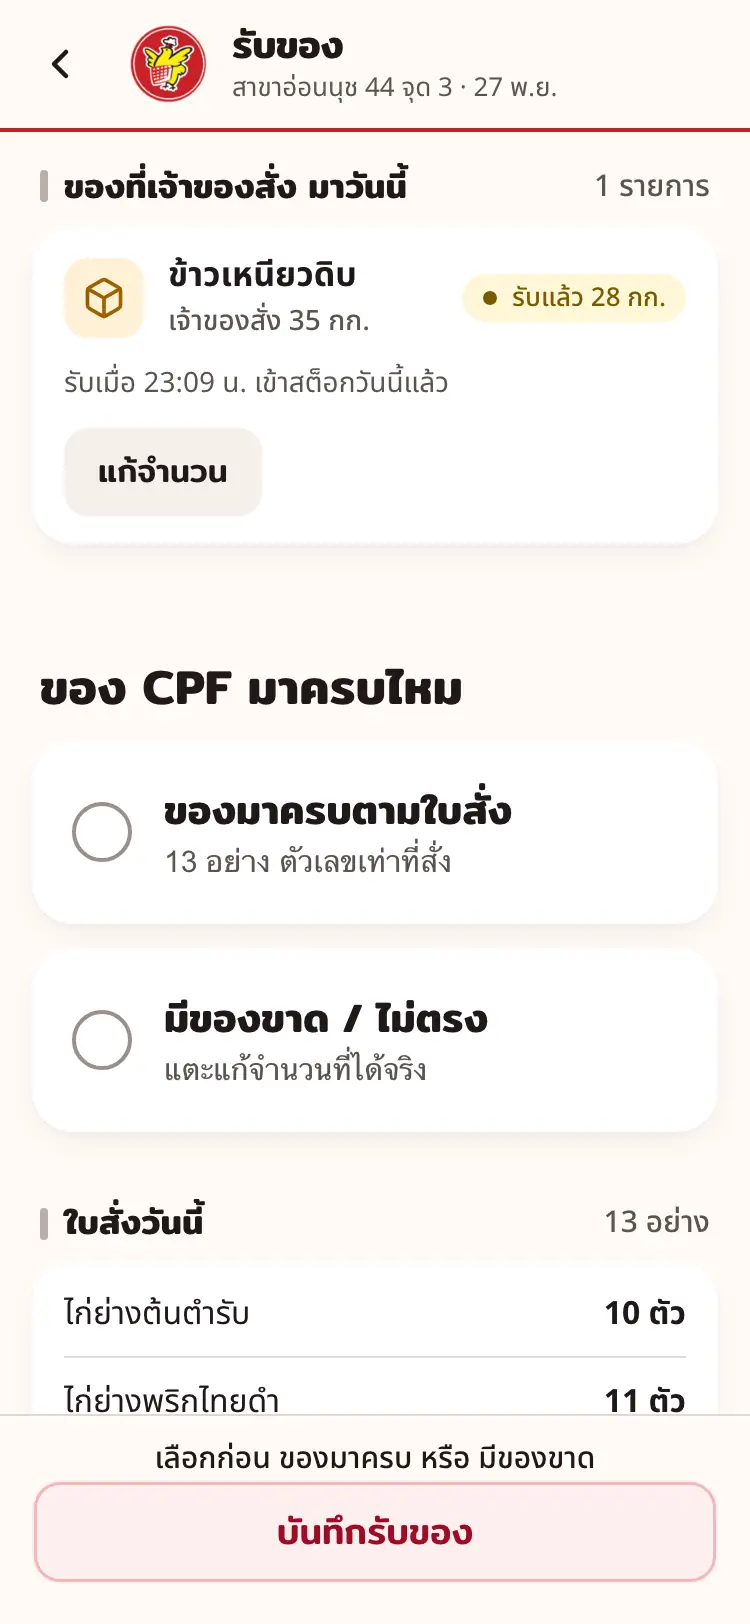 รับของ
สาขาอ่อนนุช 44 จุด 3 · 27 พ.ย.
ของที่เจ้าของสั่ง มาวันนี้
1 รายการ
ข้าวเหนียวดิบ
เจ้าของสั่ง 35 กก.
รับแล้ว 28 กก.
รับเมื่อ 23:09 น. เข้าสต็อกวันนี้แล้ว
แก้จำนวน
ของ CPF มาครบไหม
ของมาครบตามใบสั่ง
13 อย่าง ตัวเลขเท่าที่สั่ง
มีของขาด / ไม่ตรง
แตะแก้จำนวนที่ได้จริง
ใบสั่งวันนี้
13 อย่าง
ไก่ย่างต้นตำรับ
10 ตัว
ไก่ย่างพริกไทยดำ
11 ตัว
เลือกก่อน ของมาครบ หรือ มีของขาด
บันทึกรับของ